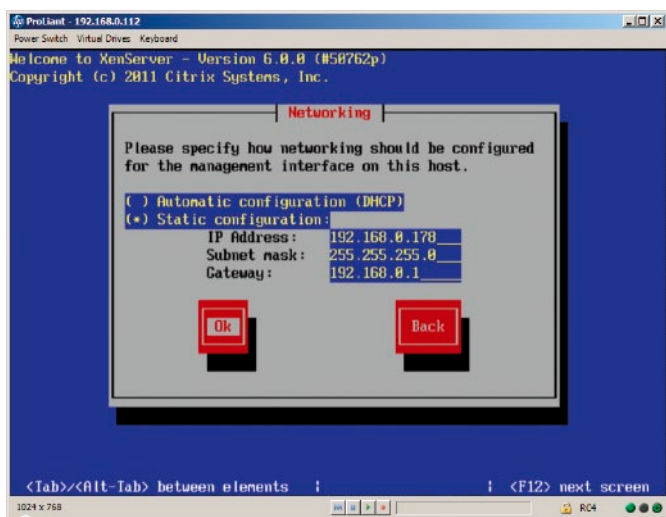 ProLiant - 192.168.0.112
Power Switch Virtual Drives Keyboard
Welcome to XenServer - Version 6.0.0 (#50762p)
Copyright (c) 2011 Citrix Systems, Inc.
Networking
Please specify how networking should be configured
for the management interface on this host.
( ) Automatic configuration (DHCP)
(*) Static configuration:
IP Address: 192.168.0.178___
Subnet mask: 255.255.255.0___
Gateway: 192.168.0.1_____
Ok Back
<Tab>/<Alt-Tab> between elements | | <F12> next screen
1024 x 768 RC4